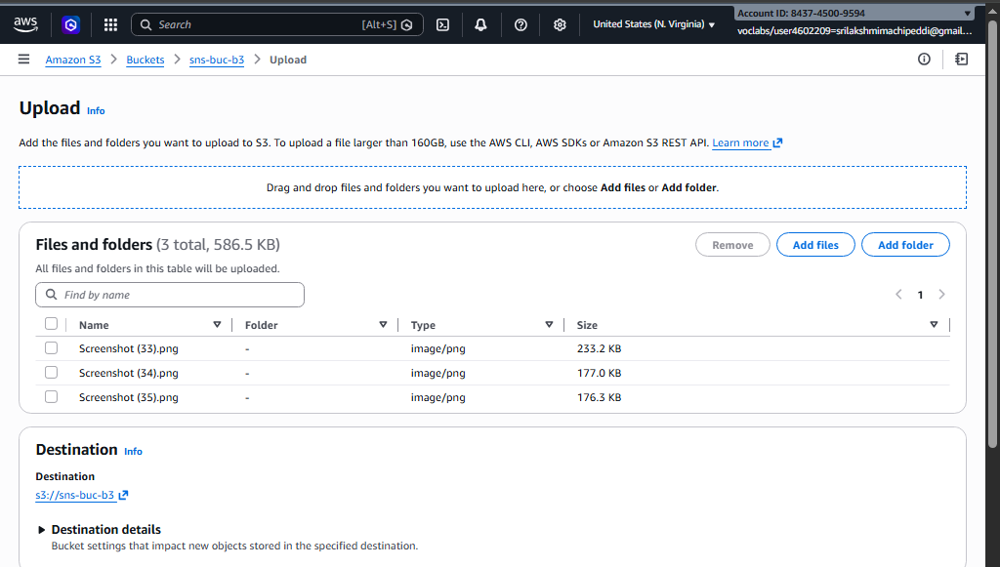 aws
Search [Alt+S]
United States (N. Virginia)
Account ID: 8437-4500-9594
voclabs/user4602209=srilakshmimachipeddi@gmail...
Amazon S3 > Buckets > sns-buc-b3 > Upload
Upload Info
Add the files and folders you want to upload to S3. To upload a file larger than 160GB, use the AWS CLI, AWS SDKs or Amazon S3 REST API. Learn more
Drag and drop files and folders you want to upload here, or choose Add files or Add folder.
Files and folders (3 total, 586.5 KB)
Remove Add files Add folder
All files and folders in this table will be uploaded.
Find by name
1
Name Folder Type Size
Screenshot (33).png - image/png 233.2 KB
Screenshot (34).png - image/png 177.0 KB
Screenshot (35).png - image/png 176.3 KB
Destination Info
Destination
s3://sns-buc-b3
Destination details
Bucket settings that impact new objects stored in the specified destination.